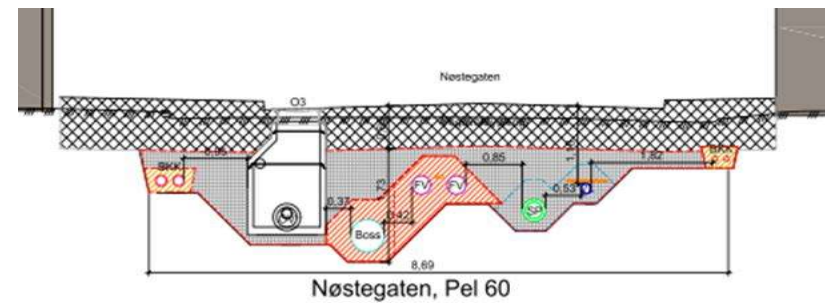 Nøstegaten
O3
BKK
BKK
0,85
1,82
FV
FV
0,53
0,37
0,42
SP
Boss
8,69
Nøstegaten, Pel 60